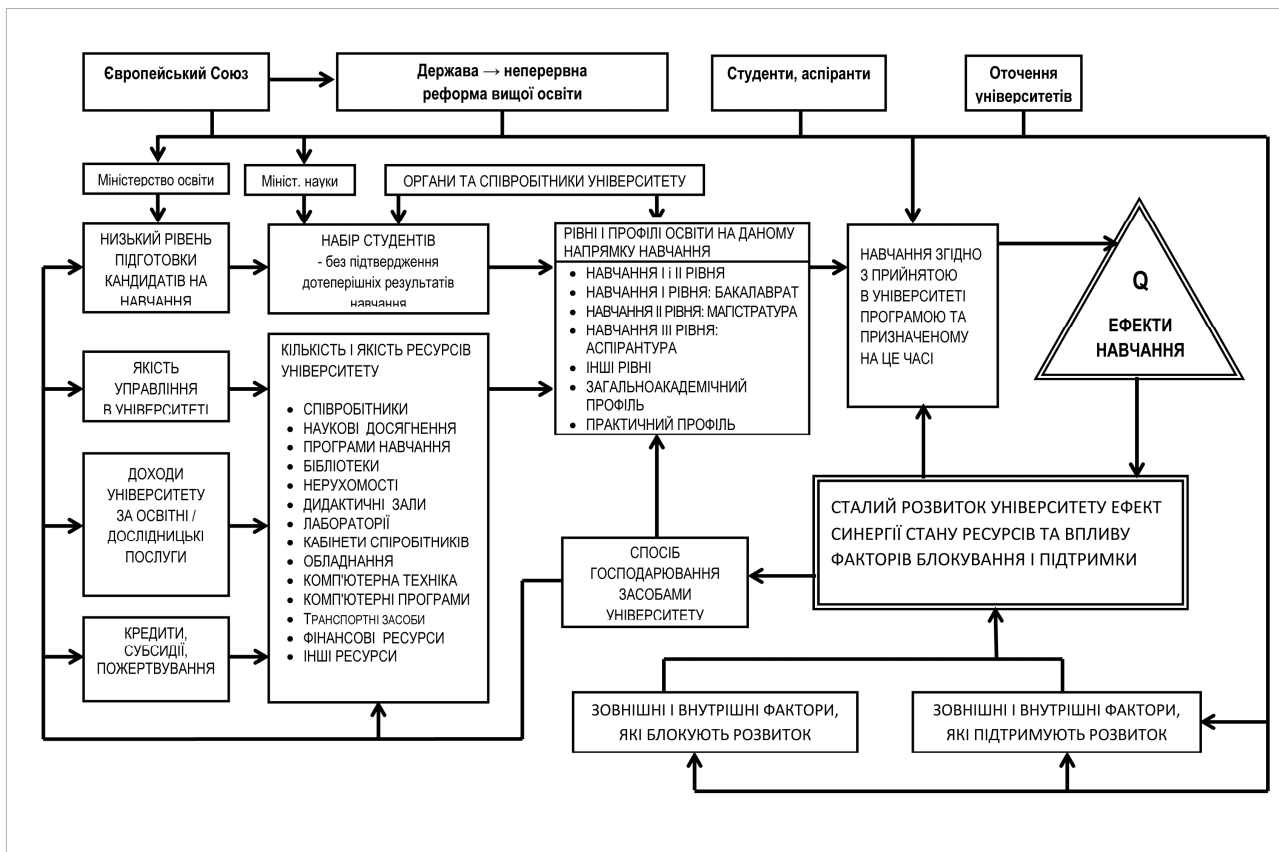 Європейський Союз
Держава → неперервна
реформа вищої освіти
Студенти, аспіранти
Оточення
університетів
Міністерство освіти
Мініст. науки
ОРГАНИ ТА СПІВРОБІТНИКИ УНІВЕРСИТЕТУ
НИЗЬКИЙ РІВЕНЬ
ПІДГОТОВКИ
КАНДИДАТІВ НА
НАВЧАННЯ
НАБІР СТУДЕНТІВ
- без підтвердження
дотеперішніх результатів
навчання
РІВНІ І ПРОФІЛІ ОСВІТИ НА ДАНОМУ
НАПРЯМКУ НАВЧАННЯ
• НАВЧАННЯ І і ІІ РІВНЯ
• НАВЧАННЯ І РІВНЯ: БАКАЛАВРАТ
• НАВЧАННЯ ІІ РІВНЯ: МАГІСТРАТУРА
• НАВЧАННЯ ІІІ РІВНЯ:
АСПІРАНТУРА
• ІНШІ РІВНІ
• ЗАГАЛЬНОАКАДЕМІЧНИЙ
ПРОФІЛЬ
• ПРАКТИЧНИЙ ПРОФІЛЬ
НАВЧАННЯ ЗГІДНО
З ПРИЙНЯТОЮ
В УНІВЕРСИТЕТІ
ПРОГРАМОЮ ТА
ПРИЗНАЧЕНОМУ
НА ЦЕ ЧАСІ
Q
ЕФЕКТИ
НАВЧАННЯ
ЯКІСТЬ
УПРАВЛІННЯ
В УНІВЕРСИТЕТІ
КІЛЬКІСТЬ І ЯКІСТЬ РЕСУРСІВ
УНІВЕРСИТЕТУ
• СПІВРОБІТНИКИ
• НАУКОВІ ДОСЯГНЕННЯ
• ПРОГРАМИ НАВЧАННЯ
• БІБЛІОТЕКИ
• НЕРУХОМОСТІ
• ДИДАКТИЧНІ ЗАЛИ
• ЛАБОРАТОРІЇ
• КАБІНЕТИ СПІРОБІТНИКІВ
• ОБЛАДНАННЯ
• КОМП'ЮТЕРНА ТЕХНІКА
• КОМП'ЮТЕРНІ ПРОГРАМИ
• ТРАНСПОРТНІ ЗАСОБИ
• ФІНАНСОВІ РЕСУРСИ
• ІНШІ РЕСУРСИ
ДОХОДИ
УНІВЕРСИТЕТУ
ЗА ОСВІТНІ /
ДОСЛІДНИЦЬКІ
ПОСЛУГИ
КРЕДИТИ,
СУБСИДІЇ,
ПОЖЕРТВУВАННЯ
СПОСІБ
ГОСПОДАРЮВАННЯ
ЗАСОБАМИ
УНІВЕРСИТЕТУ
СТАЛИЙ РОЗВИТОК УНІВЕРСИТЕТУ ЕФЕКТ
СИНЕРГІЇ СТАНУ РЕСУРСІВ ТА ВПЛИВУ
ФАКТОРІВ БЛОКУВАННЯ І ПІДТРИМКИ
ЗОВНІШНІ І ВНУТРІШНІ ФАКТОРИ,
ЯКІ БЛОКУЮТЬ РОЗВИТОК
ЗОВНІШНІ І ВНУТРІШНІ ФАКТОРИ,
ЯКІ ПІДТРИМУЮТЬ РОЗВИТОК